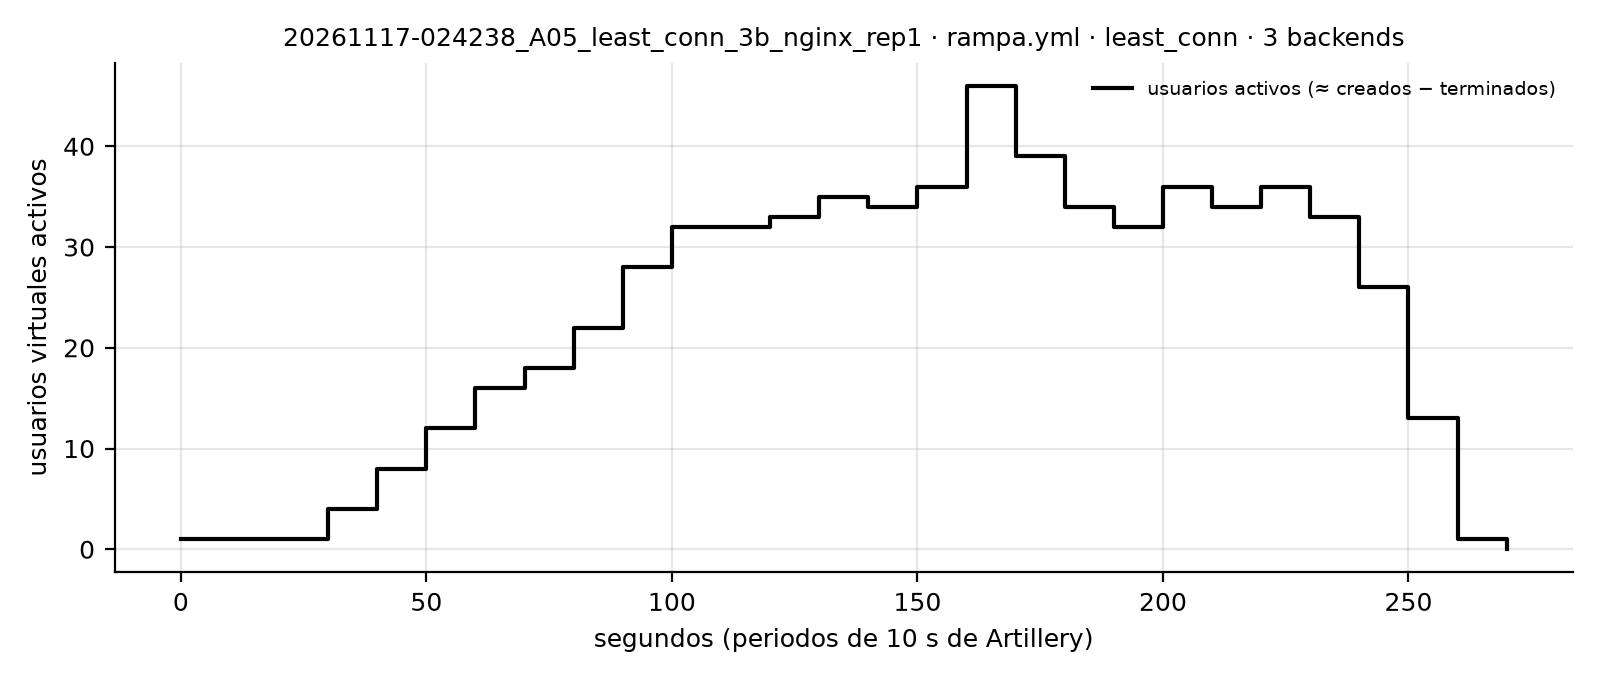 20261117-024238_A05_least_conn_3b_nginx_rep1 · rampa.yml · least_conn · 3 backends
usuarios activos (≈ creados − terminados)
usuarios virtuales activos
40
30
20
10
0
0 50 100 150 200 250
segundos (periodos de 10 s de Artillery)